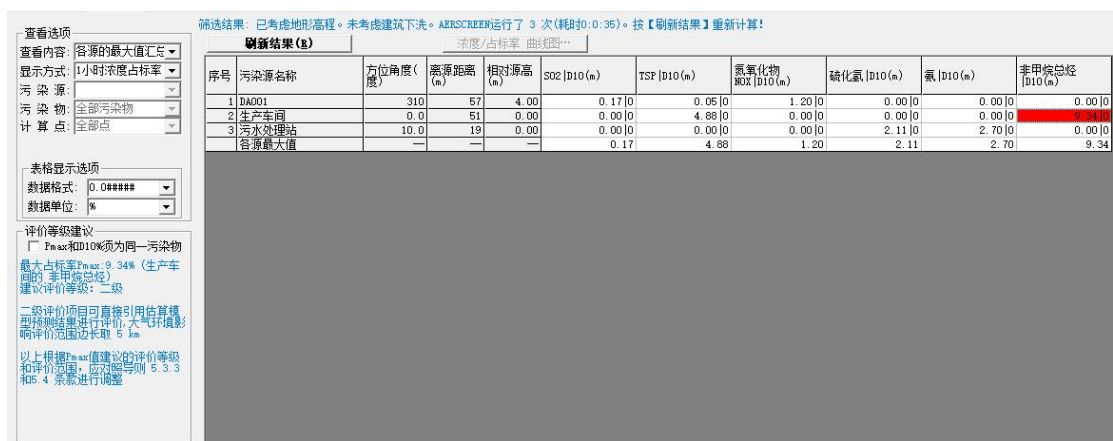 筛选结果: 已考虑地形高程。未考虑建筑下洗。AERSCREEN运行了 3 次(耗时0:0:35)。按【刷新结果】重新计算!
查看选项
查看内容: 各源的最大值汇总
显示方式: 1小时浓度占标率
污 染 源:
污 染 物: 全部污染物
计 算 点: 全部点
表格显示选项
数据格式: 0.0#####
数据单位: %
评价等级建议
Pmax和D10%须为同一污染物
最大占标率Pmax:9.34% (生产车
间的 非甲烷总烃)
建议评价等级: 二级
二级评价项目可直接引用估算模
型预测结果进行评价,大气环境影
响评价范围边长取 5 km
以上根据Pmax值建议的评价等级
和评价范围，应对照导则 5.3.3
和5.4 条款进行调整
刷新结果(R) 浓度/占标率 曲线图…
序号 污染源名称 方位角度(度) 离源距离(m) 相对源高(m) SO2|D10(m) TSP|D10(m) 氮氧化物NOX|D10(m) 硫化氢|D10(m) 氨|D10(m) 非甲烷总烃|D10(m)
1 DA001 310 57 4.00 0.17|0 0.05|0 1.20|0 0.00|0 0.00|0 0.00|0
2 生产车间 0.0 51 0.00 0.00|0 4.88|0 0.00|0 0.00|0 0.00|0 9.34|0
3 污水处理站 10.0 19 0.00 0.00|0 0.00|0 0.00|0 2.11|0 2.70|0 0.00|0
各源最大值 — — — 0.17 4.88 1.20 2.11 2.70 9.34